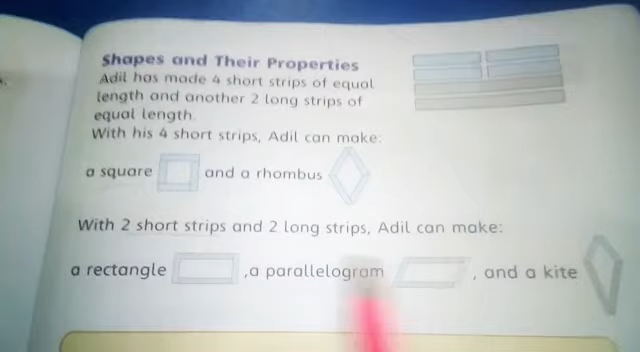 Shapes and Their Properties
Adil has made 4 short strips of equal
length and another 2 long strips of
equal length.
With his 4 short strips, Adil can make:
a square and a rhombus
With 2 short strips and 2 long strips, Adil can make:
a rectangle , a parallelogram , and a kite